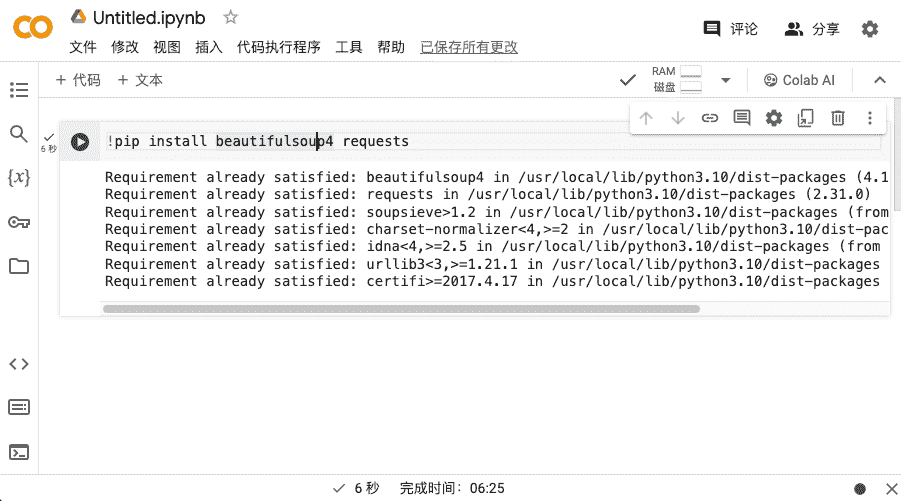 Untitled.ipynb
评论
分享
文件 修改 视图 插入 代码执行程序 工具 帮助 已保存所有更改
+ 代码 + 文本
RAM
磁盘
Colab AI
6 秒
!pip install beautifulsoup4 requests
Requirement already satisfied: beautifulsoup4 in /usr/local/lib/python3.10/dist-packages (4.1
Requirement already satisfied: requests in /usr/local/lib/python3.10/dist-packages (2.31.0)
Requirement already satisfied: soupsieve>1.2 in /usr/local/lib/python3.10/dist-packages (from
Requirement already satisfied: charset-normalizer<4,>=2 in /usr/local/lib/python3.10/dist-pac
Requirement already satisfied: idna<4,>=2.5 in /usr/local/lib/python3.10/dist-packages (from
Requirement already satisfied: urllib3<3,>=1.21.1 in /usr/local/lib/python3.10/dist-packages
Requirement already satisfied: certifi>=2017.4.17 in /usr/local/lib/python3.10/dist-packages
{x}
6 秒 完成时间：06:25